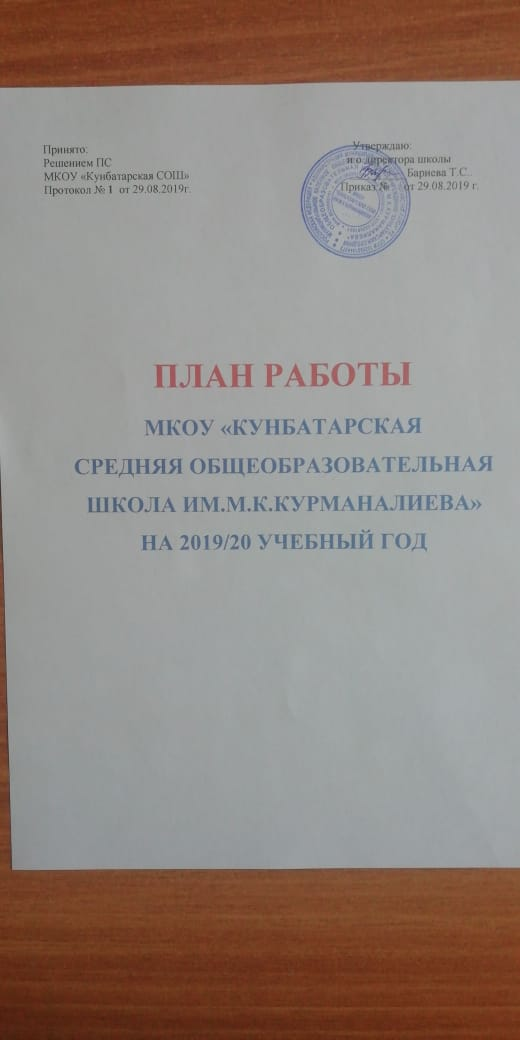 Принято:
Решением ПС
МКОУ «Кунбатарская СОШ»
Протокол № 1 от 29.08.2019г.
Утверждаю:
и о директора школы
Бариева Т.С..
Приказ № от 29.08.2019 г.
ПЛАН РАБОТЫ
МКОУ «КУНБАТАРСКАЯ
СРЕДНЯЯ ОБЩЕОБРАЗОВАТЕЛЬНАЯ
ШКОЛА ИМ.М.К.КУРМАНАЛИЕВА»
НА 2019/20 УЧЕБНЫЙ ГОД